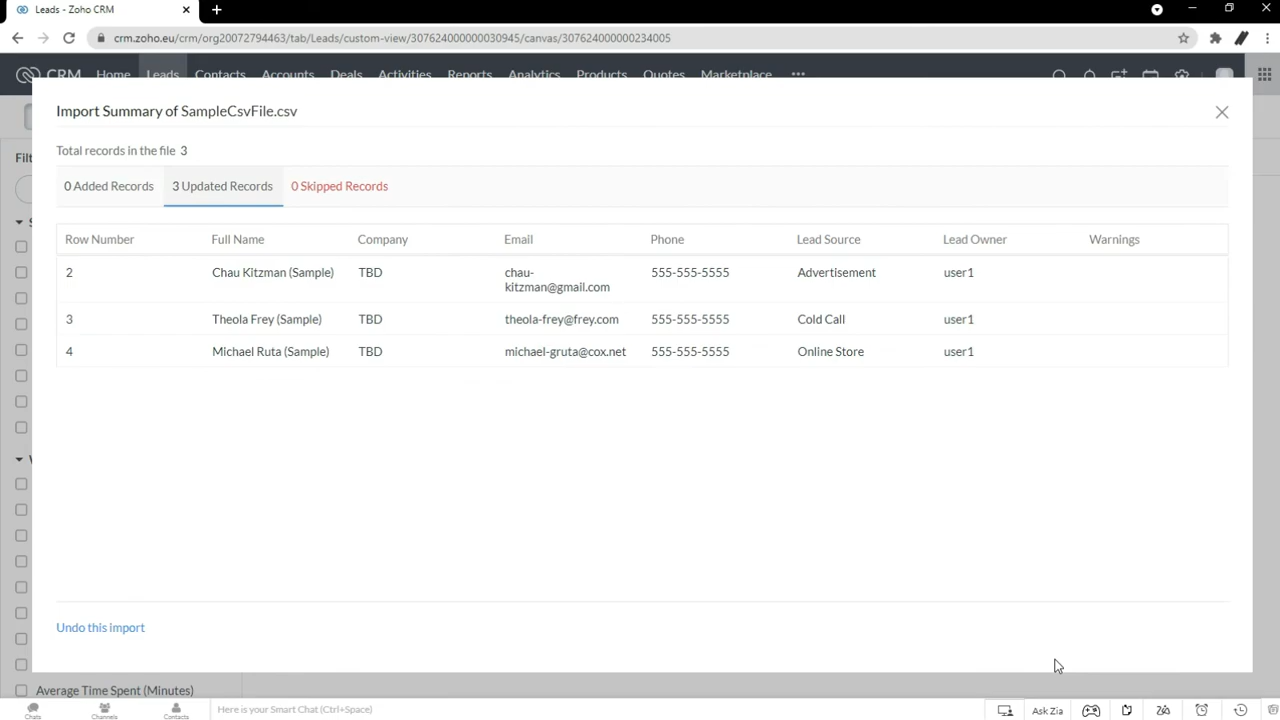 Leads - Zoho CRM
crm.zoho.eu/crm/org20072794463/tab/Leads/custom-view/307624000000030945/canvas/307624000000234005
CRM Home Leads Contacts Accounts Deals Activities Reports Analytics Products Quotes Marketplace
Import Summary of SampleCsvFile.csv
Total records in the file 3
0 Added Records 3 Updated Records 0 Skipped Records
Row Number Full Name Company Email Phone Lead Source Lead Owner Warnings
2 Chau Kitzman (Sample) TBD chau-kitzman@gmail.com 555-555-5555 Advertisement user1
3 Theola Frey (Sample) TBD theola-frey@frey.com 555-555-5555 Cold Call user1
4 Michael Ruta (Sample) TBD michael-gruta@cox.net 555-555-5555 Online Store user1
Undo this import
Average Time Spent (Minutes)
Chats Channels Contacts Here is your Smart Chat (Ctrl+Space) Ask Zia